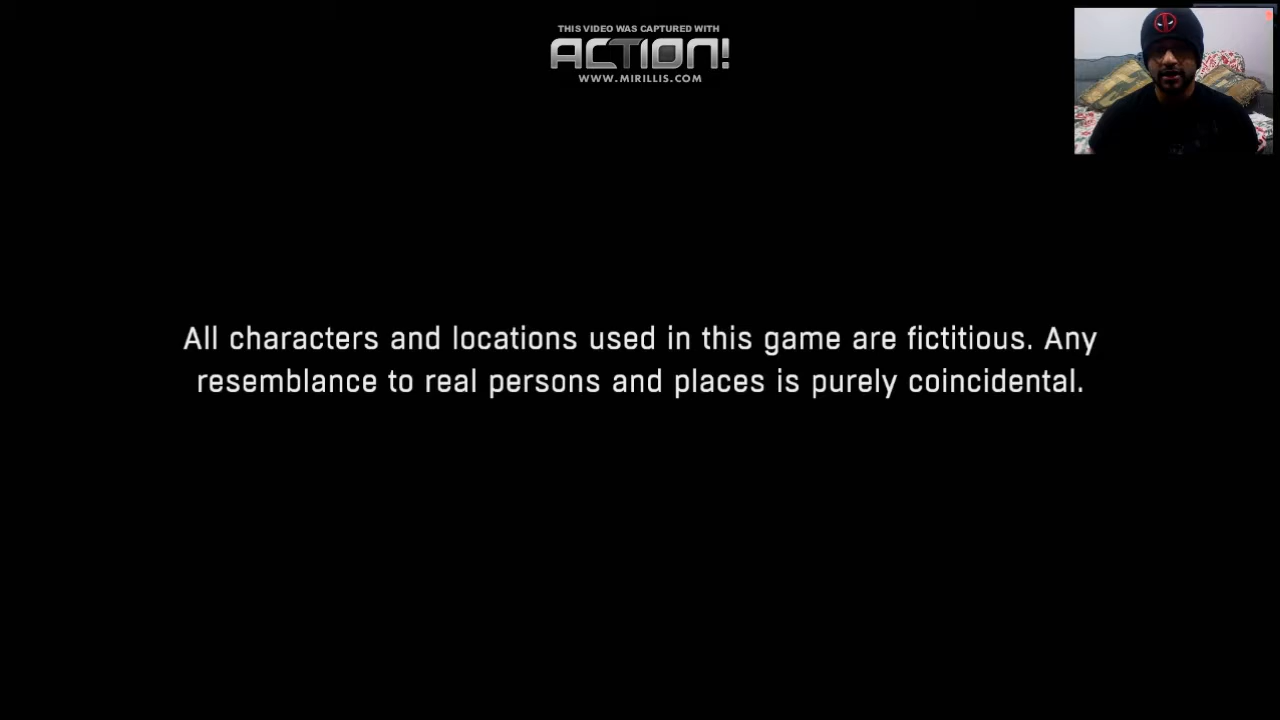 THIS VIDEO WAS CAPTURED WITH
ACTION!
WWW.MIRILLIS.COM
All characters and locations used in this game are fictitious. Any
resemblance to real persons and places is purely coincidental.